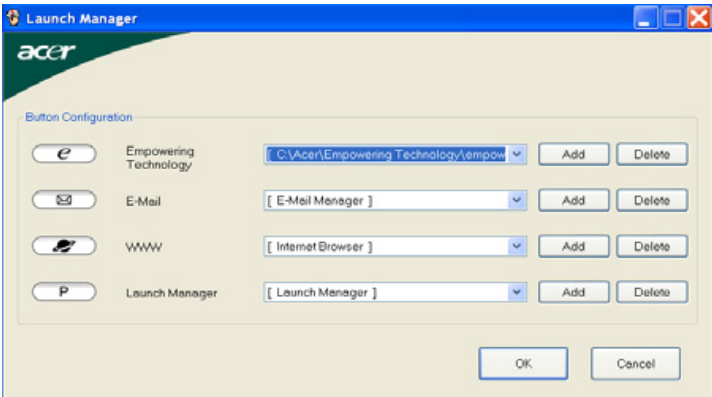 Launch Manager
acer
Button Configuration
e
Empowering
Technology
[ C:\Acer\Empowering Technology\empow
Add
Delete
E-Mail
[ E-Mail Manager ]
Add
Delete
WWW
[ Internet Browser ]
Add
Delete
P
Launch Manager
[ Launch Manager ]
Add
Delete
OK
Cancel